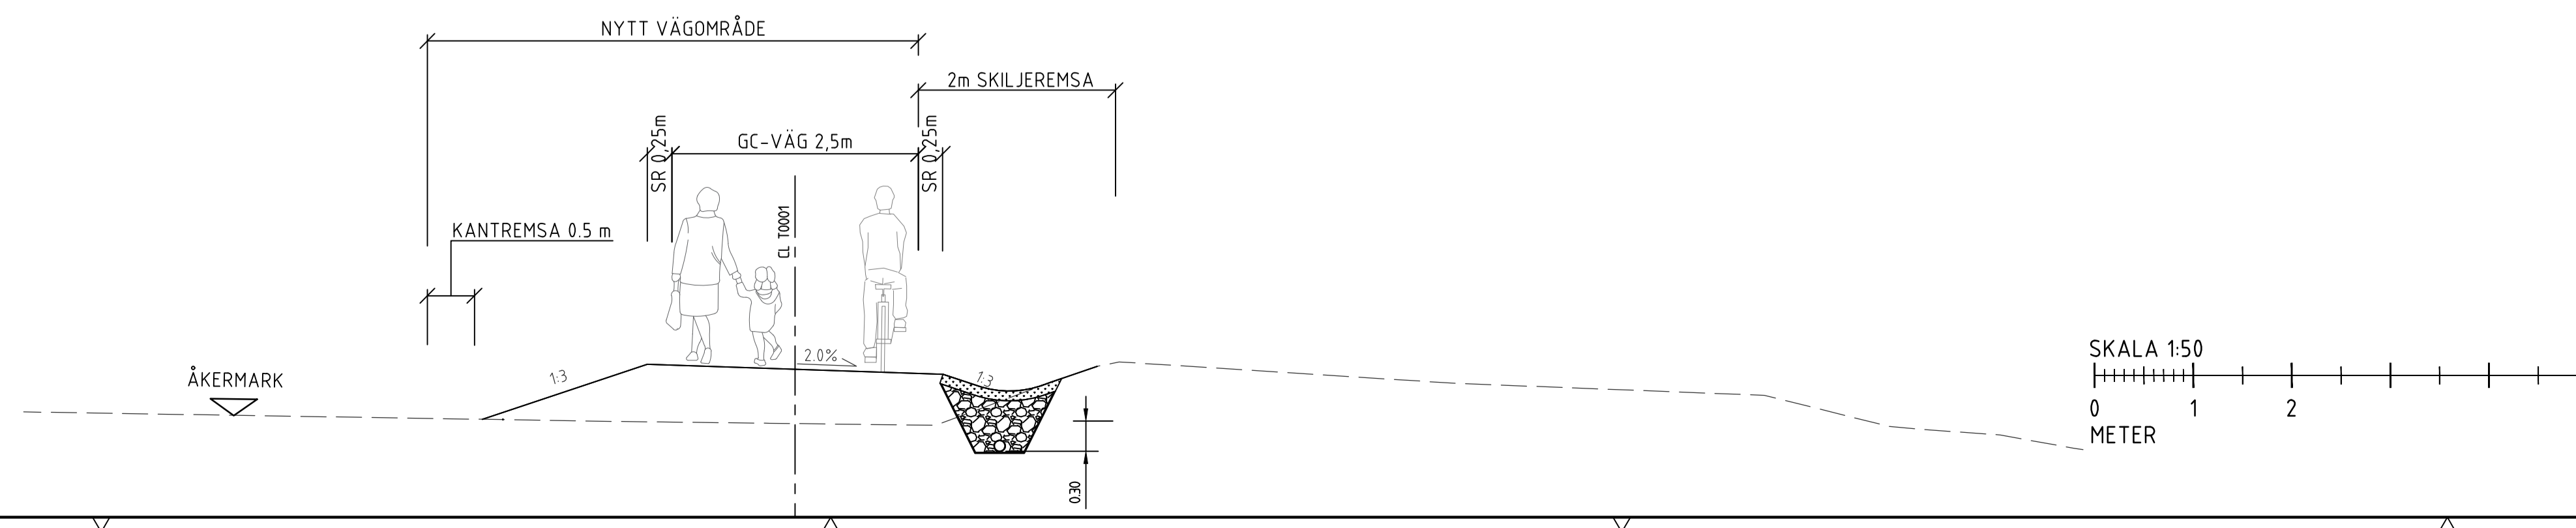 NYTT VÄGOMRÅDE
2m SKILJEREMSA
SR 0,25m
GC-VÄG 2,5m
SR 0,25m
KANTREMSA 0.5 m
CL T0001
ÅKERMARK
1:3
2.0%
1:3
0.30
SKALA 1:50
0 1 2
METER